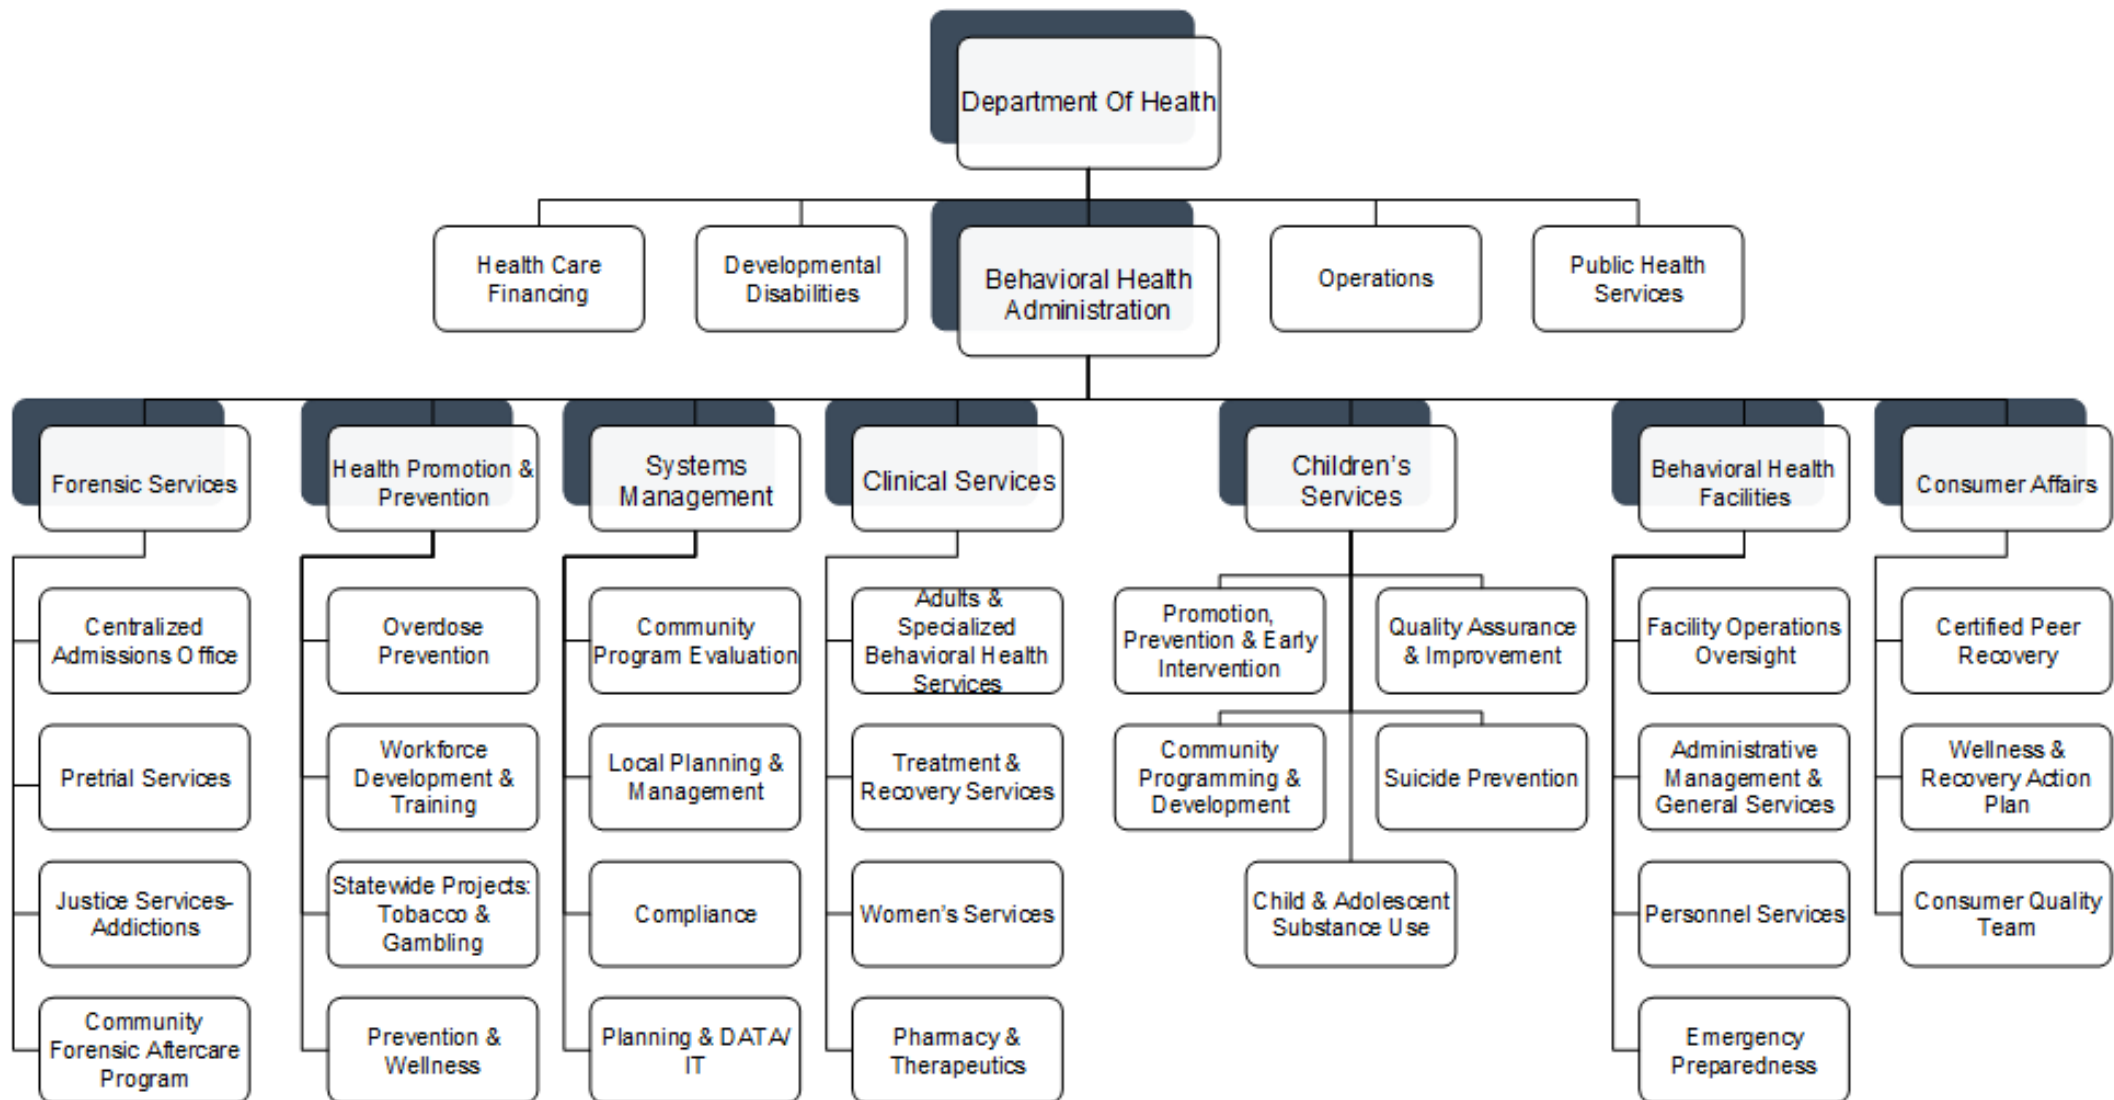 Department Of Health
Health Care
Financing
Developmental
Disabilities
Behavioral Health
Administration
Operations
Public Health
Services
Forensic Services
Health Promotion &
Prevention
Systems
Management
Clinical Services
Children's
Services
Behavioral Health
Facilities
Consumer Affairs
Centralized
Admissions Office
Pretrial Services
Justice Services-
Addictions
Community
Forensic Aftercare
Program
Overdose
Prevention
Workforce
Development &
Training
Statewide Projects:
Tobacco &
Gambling
Prevention &
Wellness
Community
Program Evaluation
Local Planning &
Management
Compliance
Planning & DATA/
IT
Adults &
Specialized
Behavioral Health
Services
Treatment &
Recovery Services
Women's Services
Pharmacy &
Therapeutics
Promotion,
Prevention & Early
Intervention
Quality Assurance
& Improvement
Community
Programming &
Development
Suicide Prevention
Child & Adolescent
Substance Use
Facility Operations
Oversight
Administrative
Management &
General Services
Personnel Services
Emergency
Preparedness
Certified Peer
Recovery
Wellness &
Recovery Action
Plan
Consumer Quality
Team